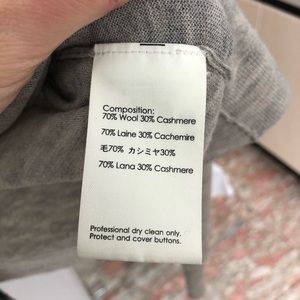 Composition:
70% Wool 30% Cashmere
70% Laine 30% Cachemire
毛70% カシミヤ30%
70% Lana 30% Cashmere
Professional dry clean only.
Protect and cover buttons.